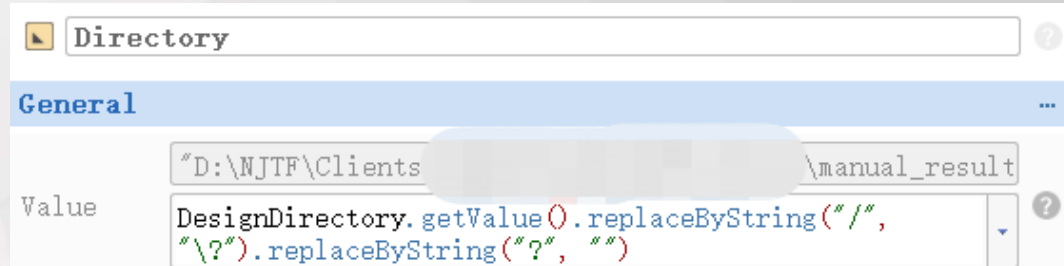 Directory
General
"D:\NJTF\Clients \manual_result
Value
DesignDirectory.getValue().replaceByString("/",
"\?").replaceByString("?", "")